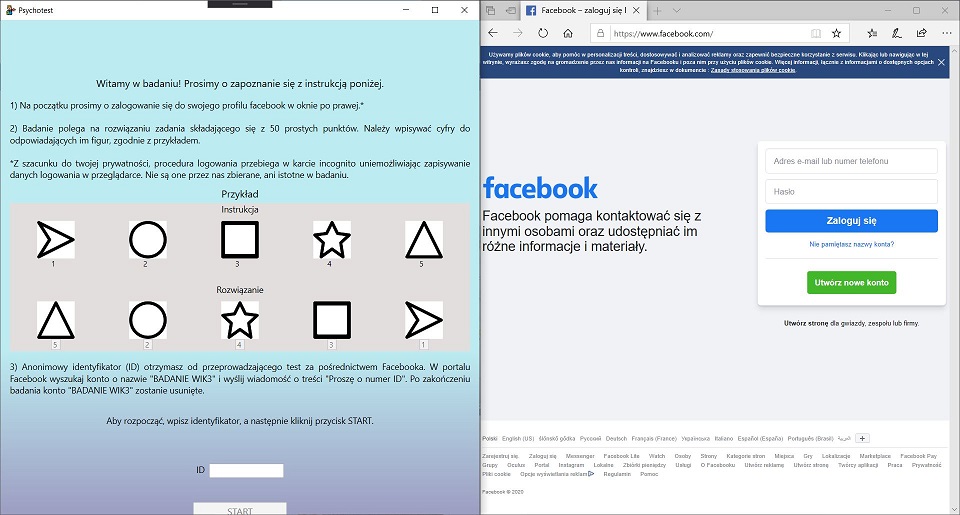 Psychotest
Witamy w badaniu! Prosimy o zapoznanie się z instrukcją poniżej.
1) Na początku prosimy o zalogowanie się do swojego profilu facebook w oknie po prawej.*
2) Badanie polega na rozwiązaniu zadania składającego się z 50 prostych punktów. Należy wpisywać cyfry do
odpowiadających im figur, zgodnie z przykładem.
*Z szacunku do twojej prywatności, procedura logowania przebiega w karcie incognito uniemożliwiając zapisywanie
danych logowania w przeglądarce. Nie są one przez nas zbierane, ani istotne w badaniu.
Przykład
Instrukcja
1 2 3 4 5
Rozwiązanie
5 2 4 3 1
3) Anonimowy identyfikator (ID) otrzymasz od przeprowadzającego test za pośrednictwem Facebooka. W portalu
Facebook wyszukaj konto o nazwie "BADANIE WIK3" i wyślij wiadomość o treści "Proszę o numer ID". Po zakończeniu
badania konto "BADANIE WIK3" zostanie usunięte.
Aby rozpocząć, wpisz identyfikator, a następnie kliknij przycisk START.
ID
START
Facebook – zaloguj się l
https://www.facebook.com/
Używamy plików cookie, aby pomóc w personalizacji treści, dostosowywać i analizować reklamy oraz zapewnić bezpieczne korzystanie z serwisu. Klikając lub nawigując w tej
witrynie, wyrażasz zgodę na gromadzenie przez nas informacji na Facebooku i poza nim przy użyciu plików cookie. Więcej informacji, łącznie z informacjami o dostępnych opcjach
kontroli, znajdziesz w dokumencie : Zasady stosowania plików cookie.
facebook
Facebook pomaga kontaktować się z
innymi osobami oraz udostępniać im
różne informacje i materiały.
Adres e-mail lub numer telefonu
Hasło
Zaloguj się
Nie pamiętasz nazwy konta?
Utwórz nowe konto
Utwórz stronę dla gwiazdy, zespołu lub firmy.
Polski English (US) ślōnskŏ gŏdka Русский Deutsch Français (France) Українська Italiano Español (España) Português (Brasil) العربية
Zarejestruj się Zaloguj się Messenger Facebook Lite Watch Osoby Strony Kategorie stron Miejsca Gry Lokalizacje Marketplace Facebook Pay
Grupy Oculus Portal Instagram Lokalne Zbiórki pieniędzy Usługi O Facebooku Utwórz reklamę Utwórz stronę Twórcy aplikacji Praca Prywatność
Pliki cookie Opcje wyświetlania reklam Regulamin Pomoc
Facebook © 2020